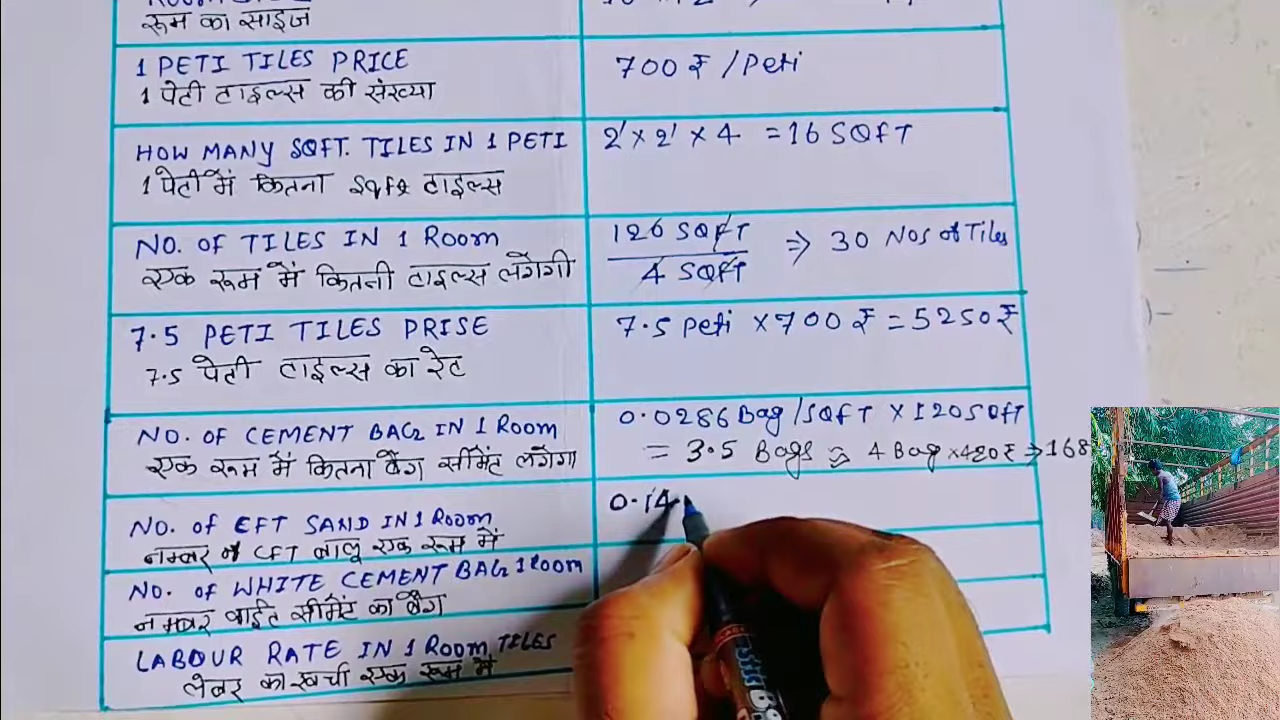 रूम का साइज
1 PETI TILES PRICE
700 ₹ /Peti
1 पेटी टाइल्स की संख्या
HOW MANY SQFT. TILES IN 1 PETI
2' × 2' × 4 = 16 SQFT
1 पेटी में कितना Sqft टाइल्स
NO. OF TILES IN 1 ROOM
120 SQFT
4 SQFT
⇒ 30 Nos of Tiles
एक रूम में कितनी टाइल्स लगेगी
7.5 PETI TILES PRISE
7.5 Peti × 700 ₹ = 5250 ₹
7.5 पेटी टाइल्स का रेट
NO. OF CEMENT BAG IN 1 ROOM
0.0286 Bag/SQFT × 120 SQFT
= 3.5 Bags ≈ 4 Bag × 420 ₹ ⇒ 168
एक रूम में कितना बैग सीमेंट लगेगा
NO. OF CFT SAND IN 1 ROOM
0.14
नम्बर of CFT बालू एक रूम में
NO. OF WHITE CEMENT BAG 1 ROOM
नम्बर वाईट सीमेंट का बैग
LABOUR RATE IN 1 ROOM TILES
लेबर का खर्चा एक रूम में